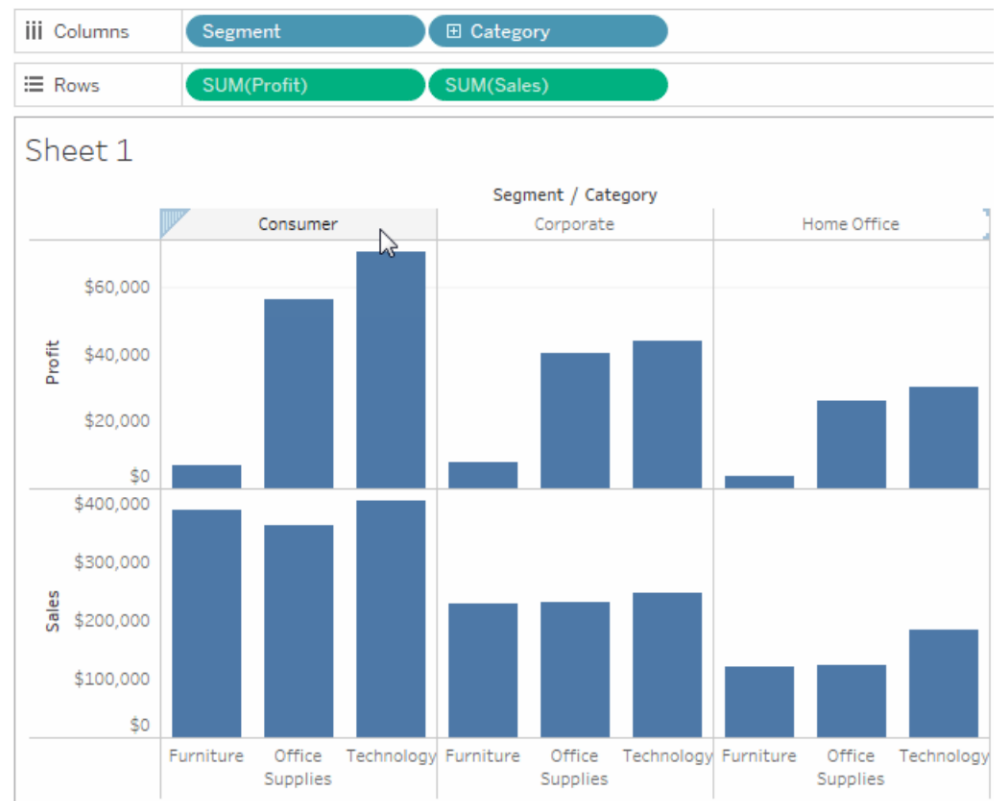 Columns Segment Category
Rows SUM(Profit) SUM(Sales)
Sheet 1
Segment / Category
Consumer Corporate Home Office
Profit
$60,000
$40,000
$20,000
$0
Sales
$400,000
$300,000
$200,000
$100,000
$0
Furniture Office Technology Furniture Office Technology Furniture Office Technology
Supplies Supplies Supplies